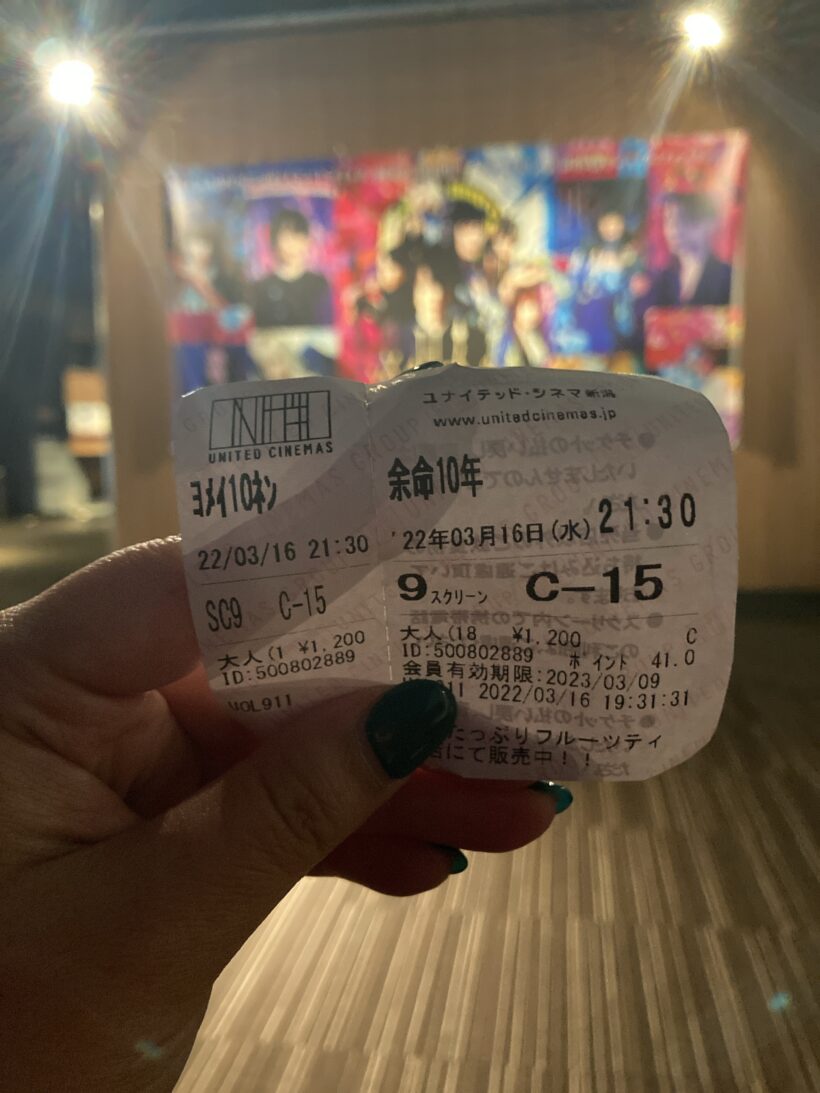 UNITED CINEMAS
ヨメイ10ネン
22/03/16 21:30
SC9 C-15
大人(1 ¥1,200
ID:500802889
ユナイテッド・シネマ新潟
www.unitedcinemas.jp
余命10年
'22年03月16日(水) 21:30
9スクリーン C-15
大人(18 ¥1,200 C
ID:500802889 ポイント 41.0
会員有効期限:2023/03/09
2022/03/16 19:31:31
たっぷりフルーツティ
にて販売中!!